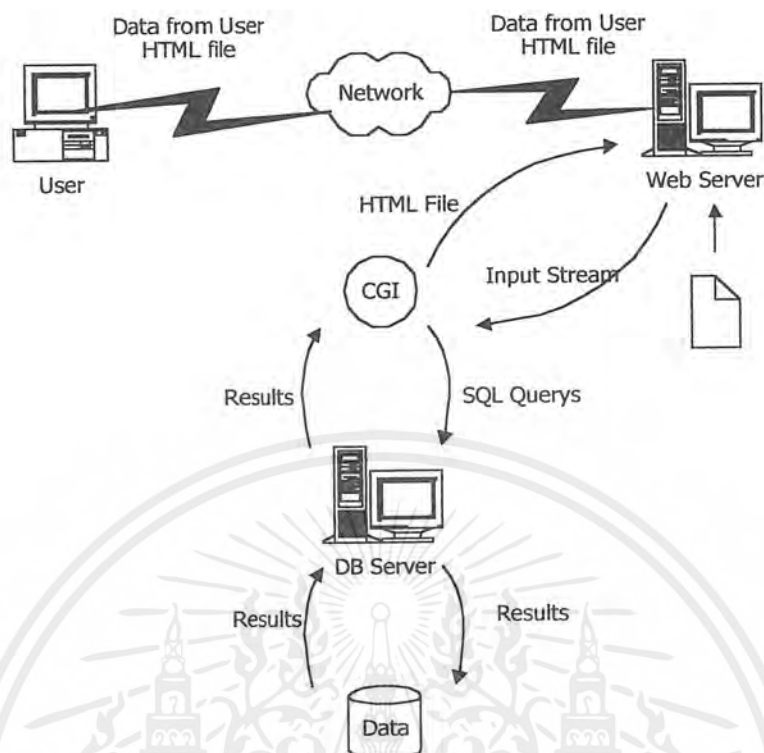 Data from User
HTML file
Data from User
HTML file
Network
User
Web Server
HTML File
CGI
Input Stream
Results
SQL Querys
DB Server
Results
Results
Data